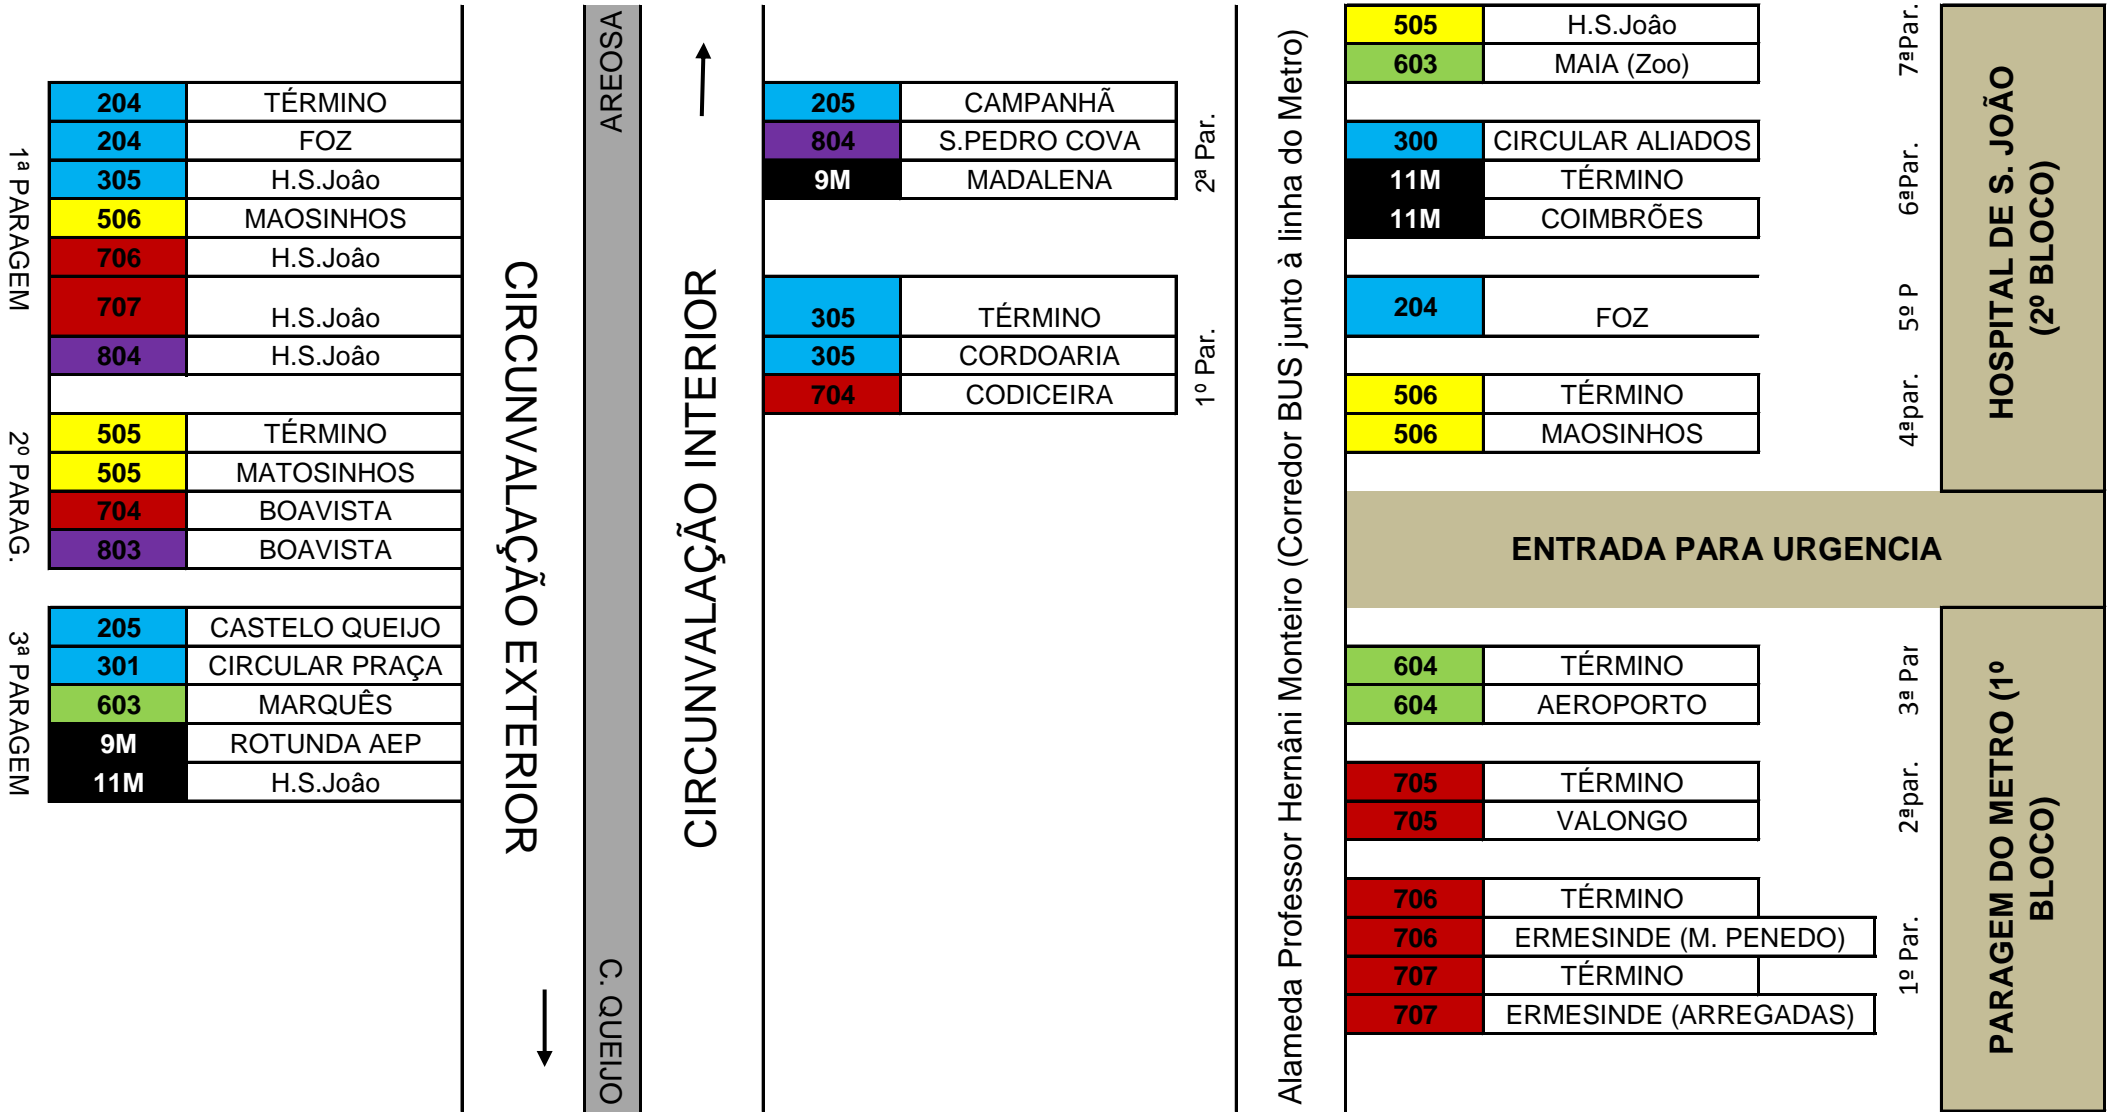 1ª PARAGEM
204 TÉRMINO
204 FOZ
305 H.S.Joâo
506 MAOSINHOS
706 H.S.Joâo
707 H.S.Joâo
804 H.S.Joâo
2º PARAG.
505 TÉRMINO
505 MATOSINHOS
704 BOAVISTA
803 BOAVISTA
3ª PARAGEM
205 CASTELO QUEIJO
301 CIRCULAR PRAÇA
603 MARQUÊS
9M ROTUNDA AEP
11M H.S.Joâo
CIRCUNVALAÇÃO EXTERIOR
AREOSA
C. QUEIJO
CIRCUNVALAÇÃO INTERIOR
205 CAMPANHÃ
804 S.PEDRO COVA
9M MADALENA
2ª Par.
305 TÉRMINO
305 CORDOARIA
704 CODICEIRA
1º Par.
Alameda Professor Hernâni Monteiro (Corredor BUS junto à linha do Metro)
505 H.S.Joâo
603 MAIA (Zoo)
7ªPar.
300 CIRCULAR ALIADOS
11M TÉRMINO
11M COIMBRÕES
6ªPar.
204 FOZ
5º P
506 TÉRMINO
506 MAOSINHOS
4ªpar.
HOSPITAL DE S. JOÃO
(2º BLOCO)
ENTRADA PARA URGENCIA
604 TÉRMINO
604 AEROPORTO
3ª Par
705 TÉRMINO
705 VALONGO
2ªpar.
706 TÉRMINO
706 ERMESINDE (M. PENEDO)
707 TÉRMINO
707 ERMESINDE (ARREGADAS)
1º Par.
PARAGEM DO METRO (1º
BLOCO)